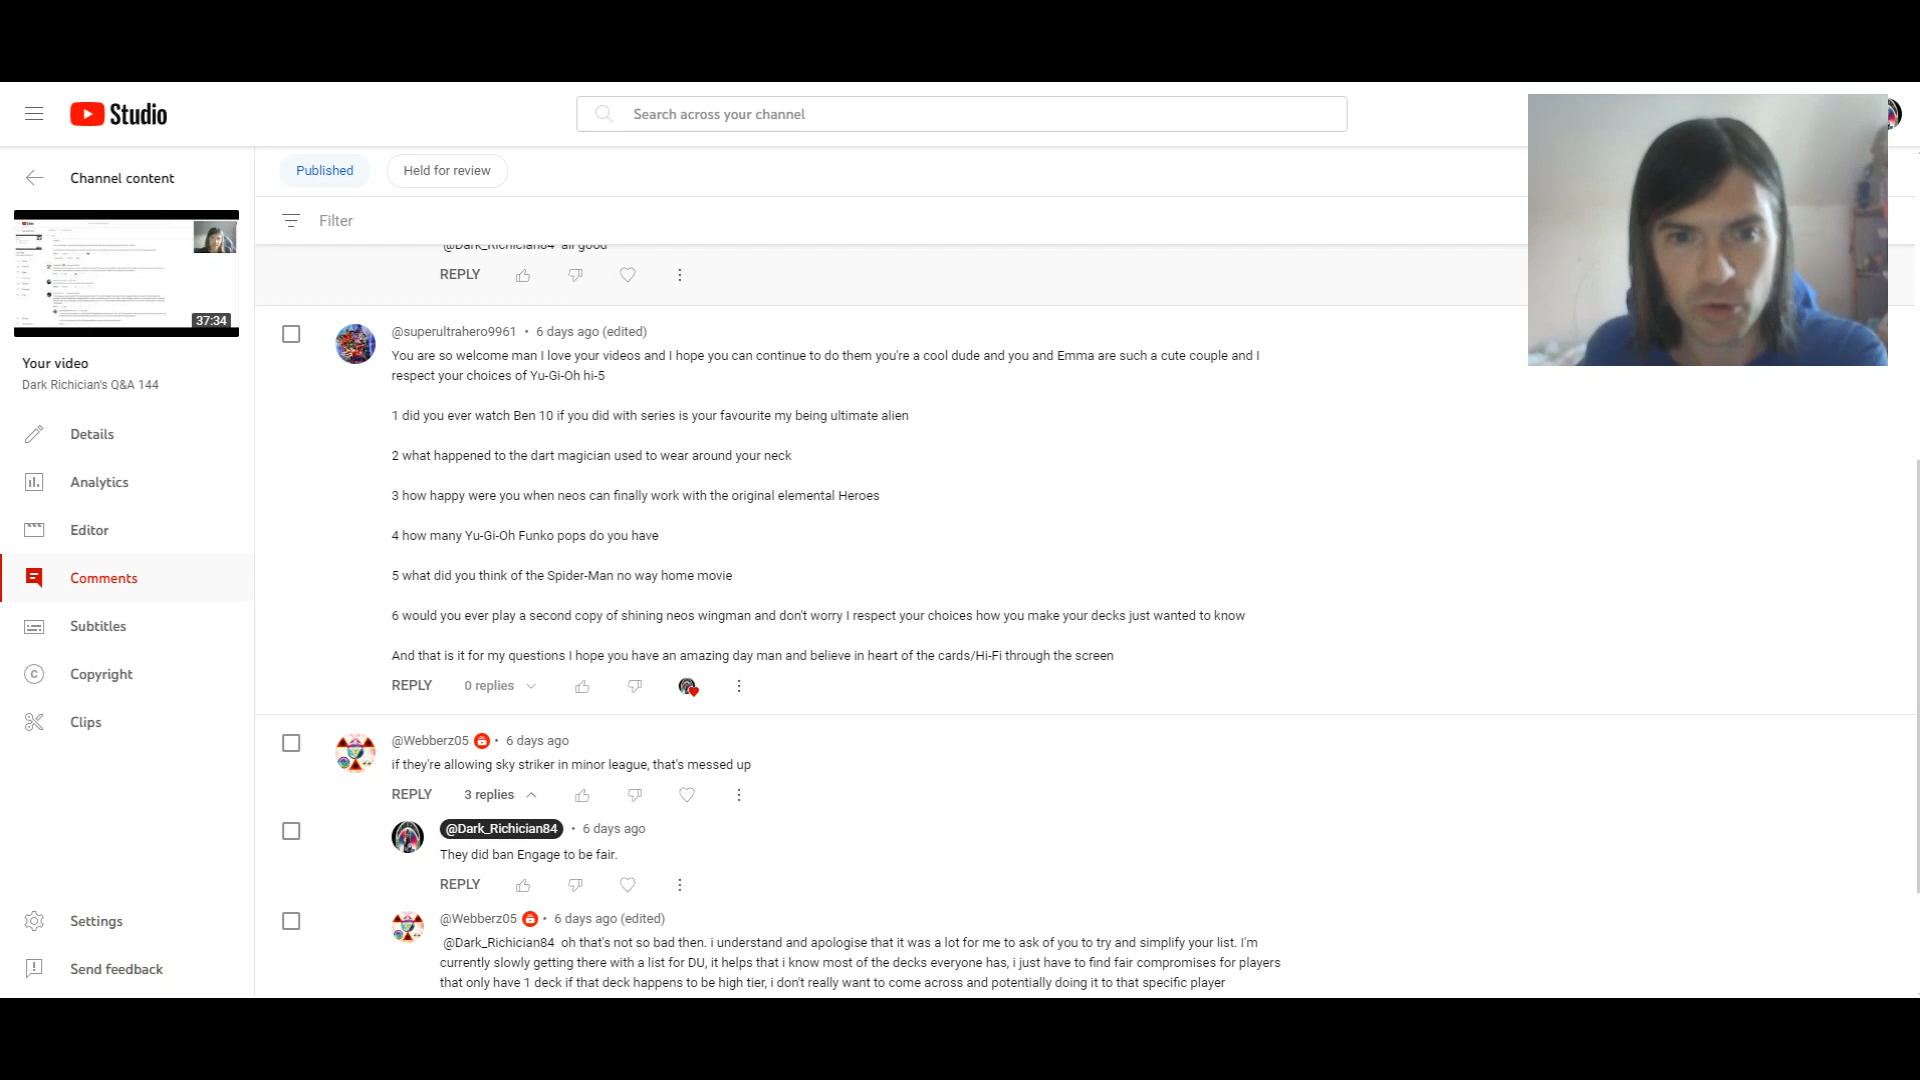 Studio
Search across your channel
Channel content
37:34
Your video
Dark Richician's Q&A 144
Details
Analytics
Editor
Comments
Subtitles
Copyright
Clips
Settings
Send feedback
Published
Held for review
Filter
@Dark_Richician84 all good
REPLY
@superultrahero9961 • 6 days ago (edited)
You are so welcome man I love your videos and I hope you can continue to do them you're a cool dude and you and Emma are such a cute couple and I
respect your choices of Yu-Gi-Oh hi-5
1 did you ever watch Ben 10 if you did with series is your favourite my being ultimate alien
2 what happened to the dart magician used to wear around your neck
3 how happy were you when neos can finally work with the original elemental Heroes
4 how many Yu-Gi-Oh Funko pops do you have
5 what did you think of the Spider-Man no way home movie
6 would you ever play a second copy of shining neos wingman and don't worry I respect your choices how you make your decks just wanted to know
And that is it for my questions I hope you have an amazing day man and believe in heart of the cards/Hi-Fi through the screen
REPLY 0 replies
@Webberz05 • 6 days ago
if they're allowing sky striker in minor league, that's messed up
REPLY 3 replies
@Dark_Richician84 • 6 days ago
They did ban Engage to be fair.
REPLY
@Webberz05 • 6 days ago (edited)
@Dark_Richician84 oh that's not so bad then. i understand and apologise that it was a lot for me to ask of you to try and simplify your list. I'm
currently slowly getting there with a list for DU, it helps that i know most of the decks everyone has, i just have to find fair compromises for players
that only have 1 deck if that deck happens to be high tier, i don't really want to come across and potentially doing it to that specific player